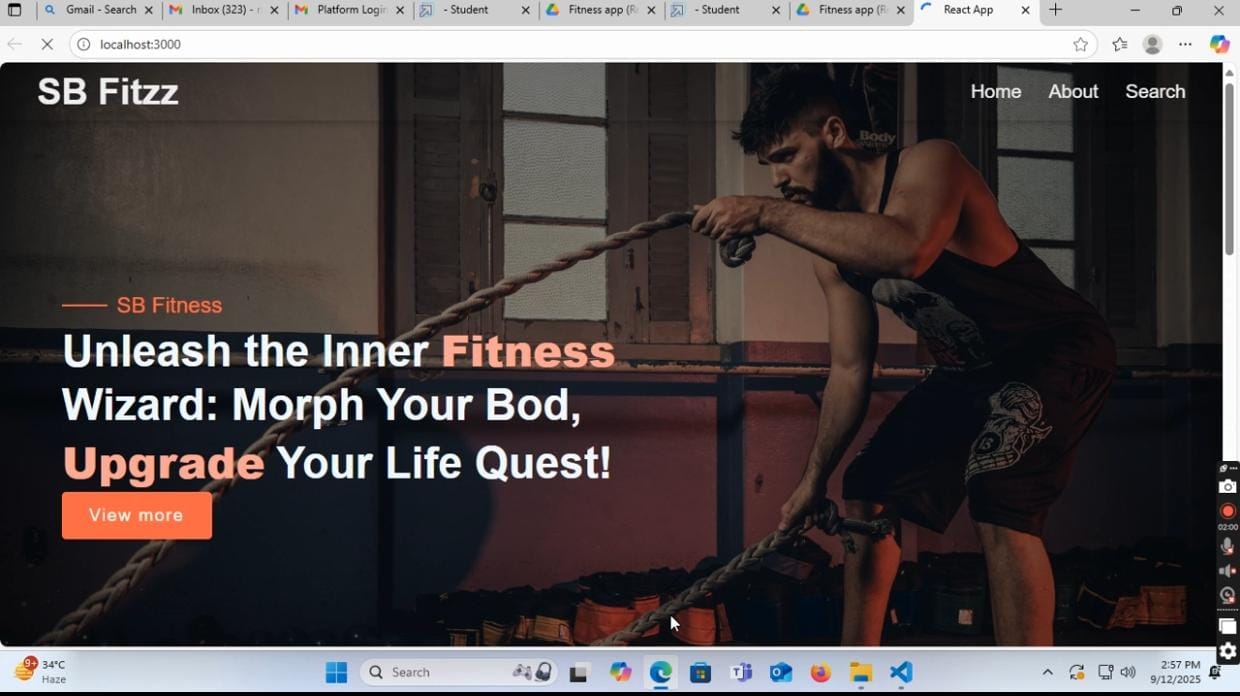 Gmail - Search
Inbox (323) -
Platform Login
- Student
Fitness app (R
- Student
Fitness app (R
React App
localhost:3000
SB Fitzz
Home
About
Search
Body
SB Fitness
Unleash the Inner Fitness
Wizard: Morph Your Bod,
Upgrade Your Life Quest!
View more
13
02:00
9+
34°C
Haze
Search
2:57 PM
9/12/2025